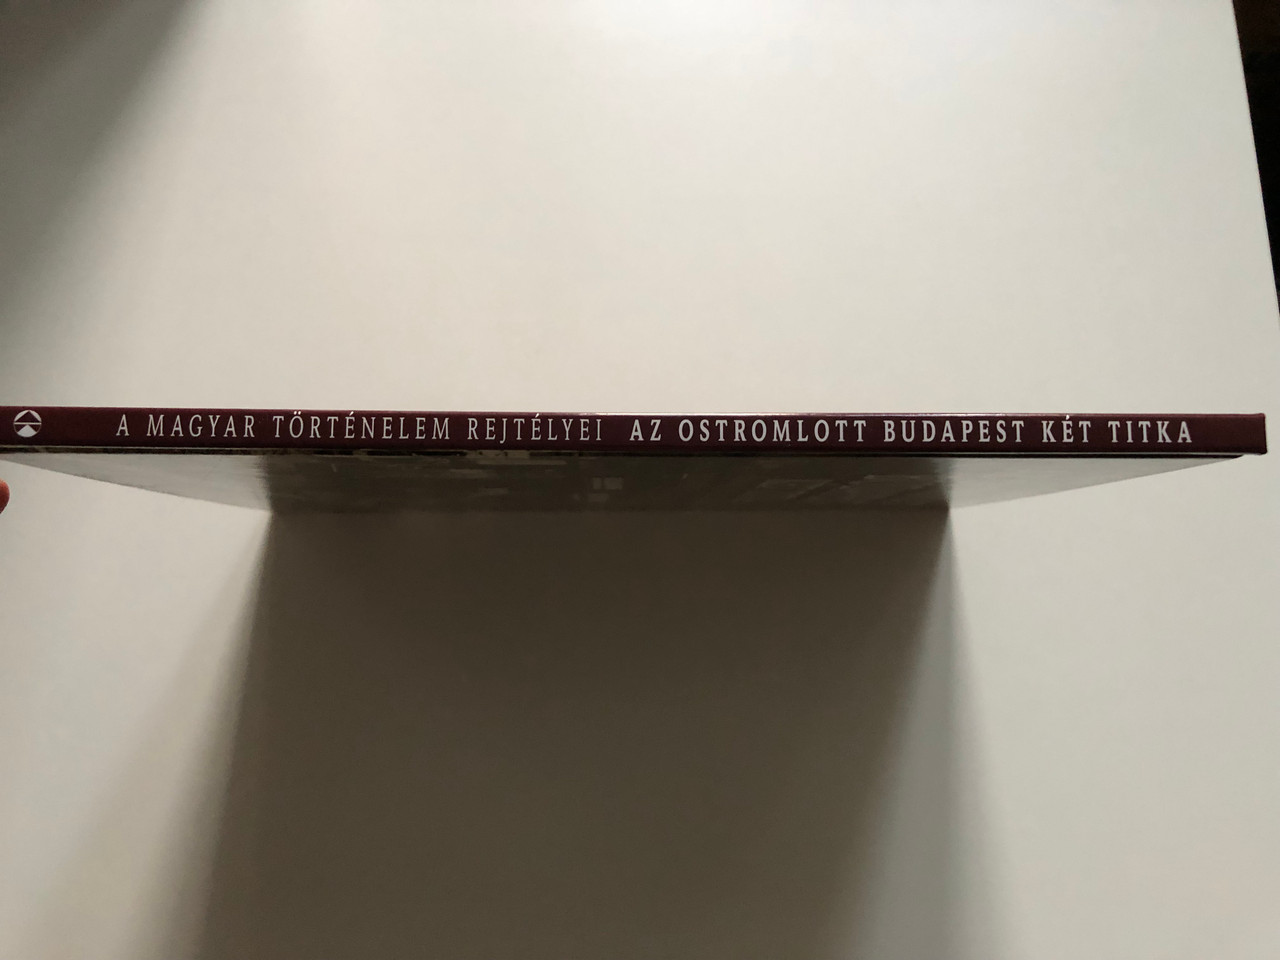 A MAGYAR TÖRTÉNELEM REJTÉLYEI AZ OSTROMLOTT BUDAPEST KÉT TITKA